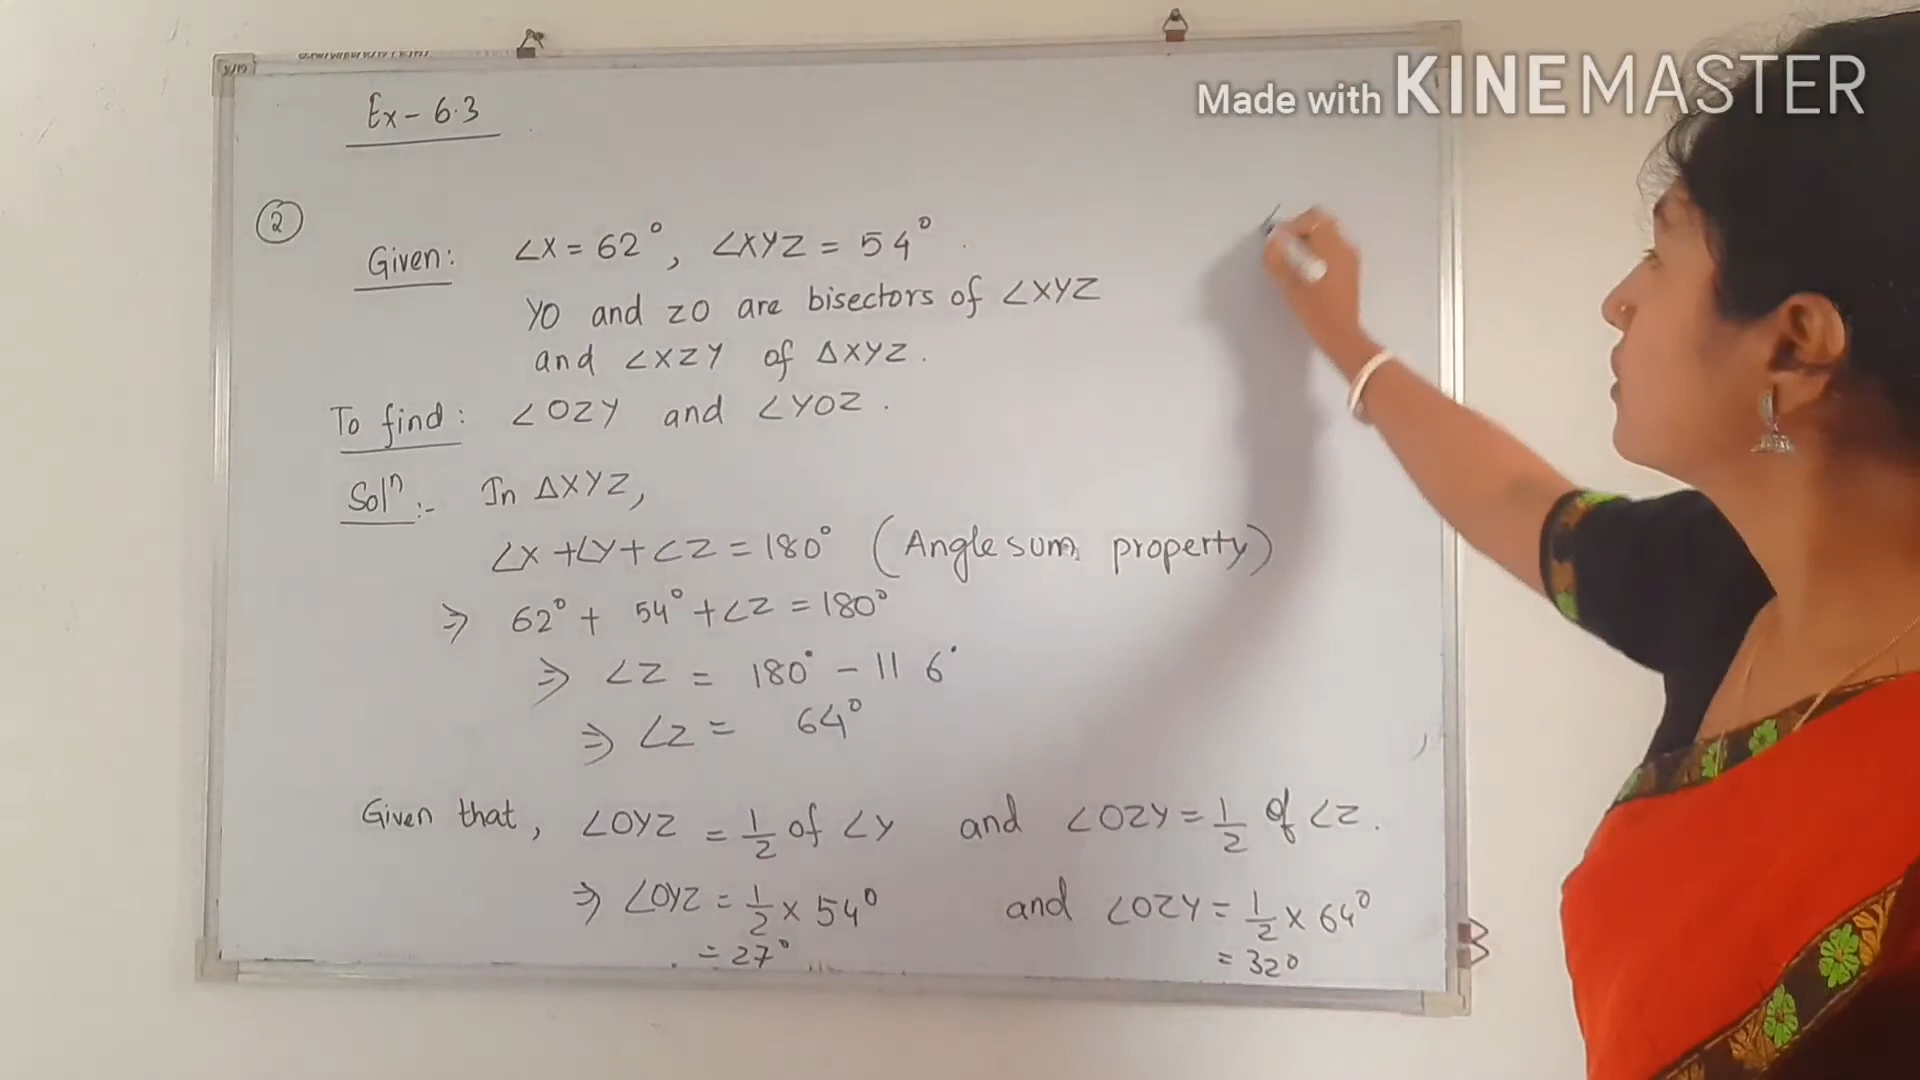 Made with KINEMASTER
Ex - 6.3
②
Given: ∠X = 62°, ∠XYZ = 54°.
YO and ZO are bisectors of ∠XYZ
and ∠XZY of ΔXYZ.
To find: ∠OZY and ∠YOZ.
Solⁿ:- In ΔXYZ,
∠X + ∠Y + ∠Z = 180° (Angle sum property)
⇒ 62° + 54° + ∠Z = 180°
⇒ ∠Z = 180° - 116°
⇒ ∠Z = 64°
Given that, ∠OYZ = 1/2 of ∠Y and ∠OZY = 1/2 of ∠Z.
⇒ ∠OYZ = 1/2 × 54° and ∠OZY = 1/2 × 64°
= 27° = 32°